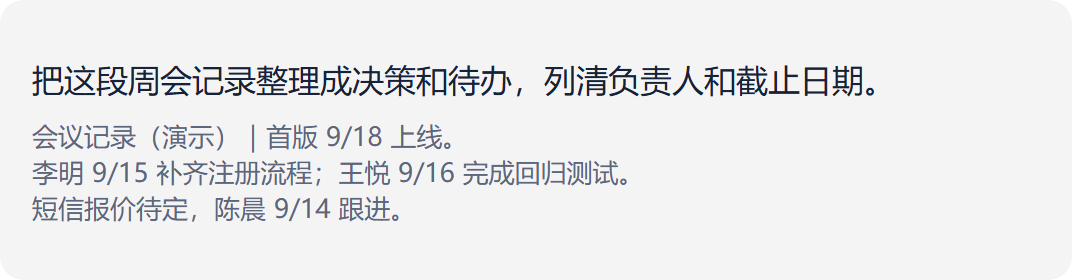 把这段周会记录整理成决策和待办，列清负责人和截止日期。
会议记录（演示）｜首版 9/18 上线。
李明 9/15 补齐注册流程；王悦 9/16 完成回归测试。
短信报价待定，陈晨 9/14 跟进。